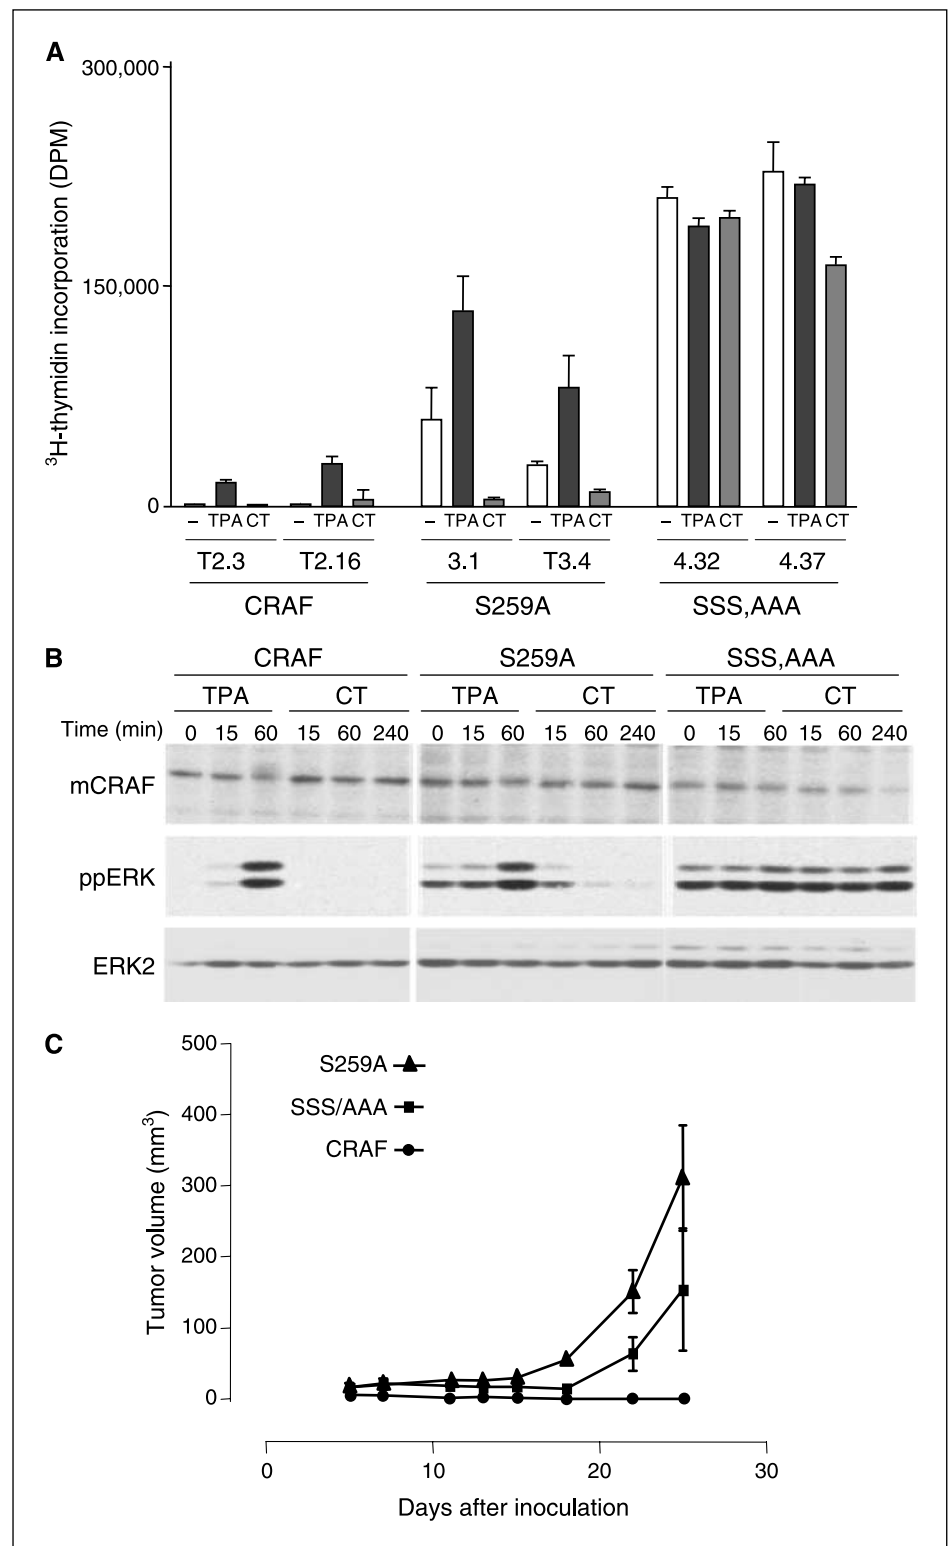 A
300,000
150,000
0
³H-thymidin incorporation (DPM)
– TPA CT – TPA CT – TPA CT – TPA CT – TPA CT – TPA CT
T2.3 T2.16 3.1 T3.4 4.32 4.37
CRAF S259A SSS,AAA
B
CRAF S259A SSS,AAA
TPA CT TPA CT TPA CT
Time (min) 0 15 60 15 60 240 0 15 60 15 60 240 0 15 60 15 60 240
mCRAF
ppERK
ERK2
C
500
400
300
200
100
0
Tumor volume (mm³)
S259A
SSS/AAA
CRAF
0 10 20 30
Days after inoculation